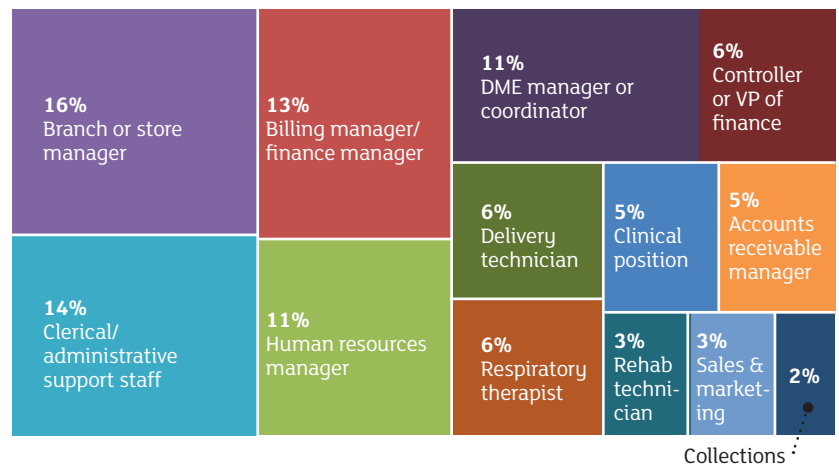 16%
Branch or store
manager
13%
Billing manager/
finance manager
11%
DME manager or
coordinator
6%
Controller
or VP of
finance
6%
Delivery
technician
5%
Clinical
position
5%
Accounts
receivable
manager
14%
Clerical/
administrative
support staff
11%
Human resources
manager
6%
Respiratory
therapist
3%
Rehab
techni-
cian
3%
Sales &
market-
ing
2%
Collections